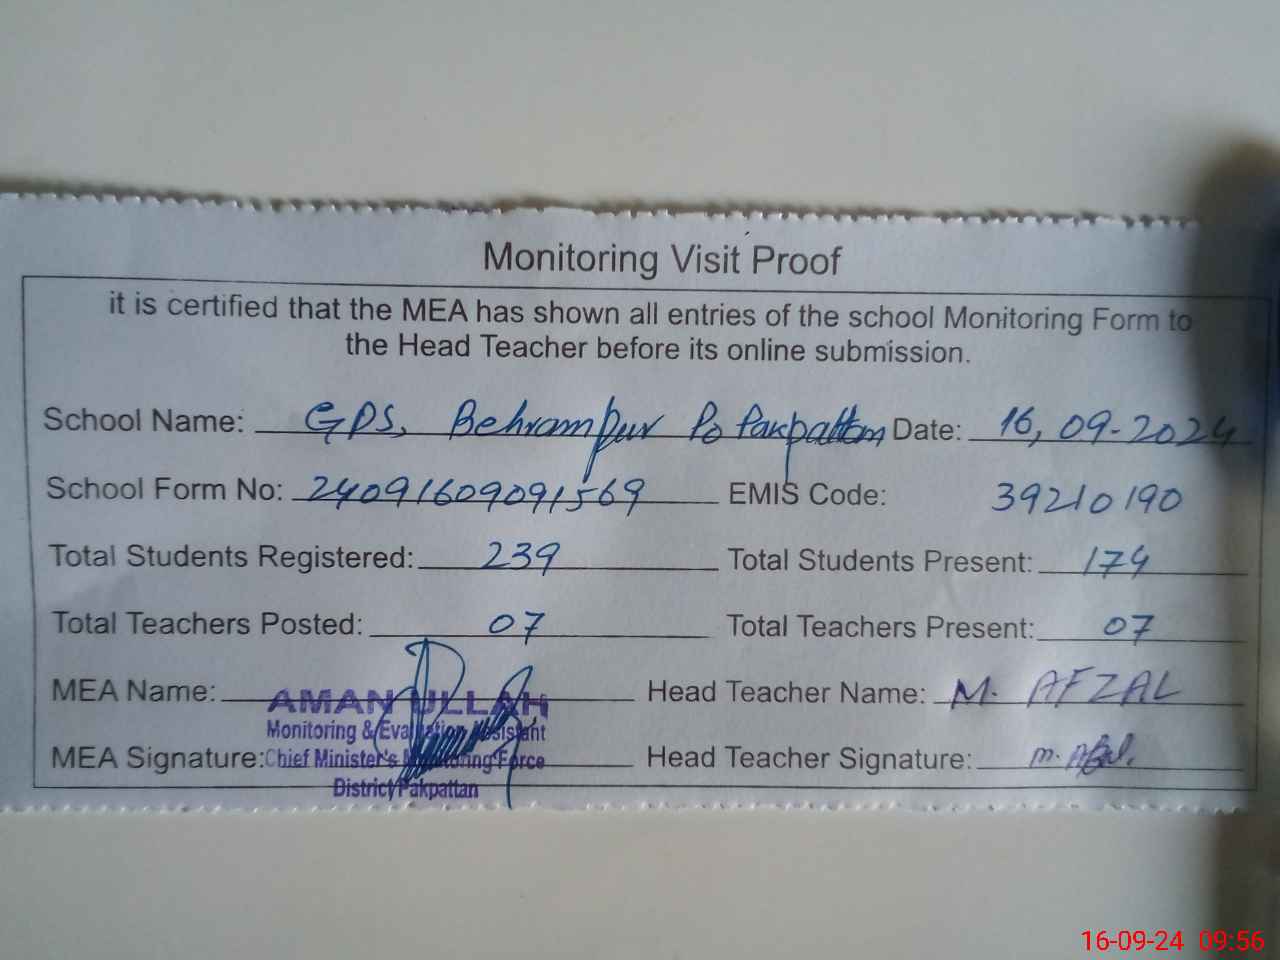 Monitoring Visit Proof
it is certified that the MEA has shown all entries of the school Monitoring Form to
the Head Teacher before its online submission.
School Name: GPS, Behrampur Po Pakpattan Date: 16, 09-2024
School Form No: 24091609091569 EMIS Code: 39210190
Total Students Registered: 239 Total Students Present: 174
Total Teachers Posted: 07 Total Teachers Present: 07
MEA Name: AMAN ULLAH Head Teacher Name: M. AFZAL
Monitoring & Evaluation Assistant
MEA Signature: Chief Minister's Monitoring Force Head Teacher Signature: M.
District Pakpattan
16-09-24 09:56